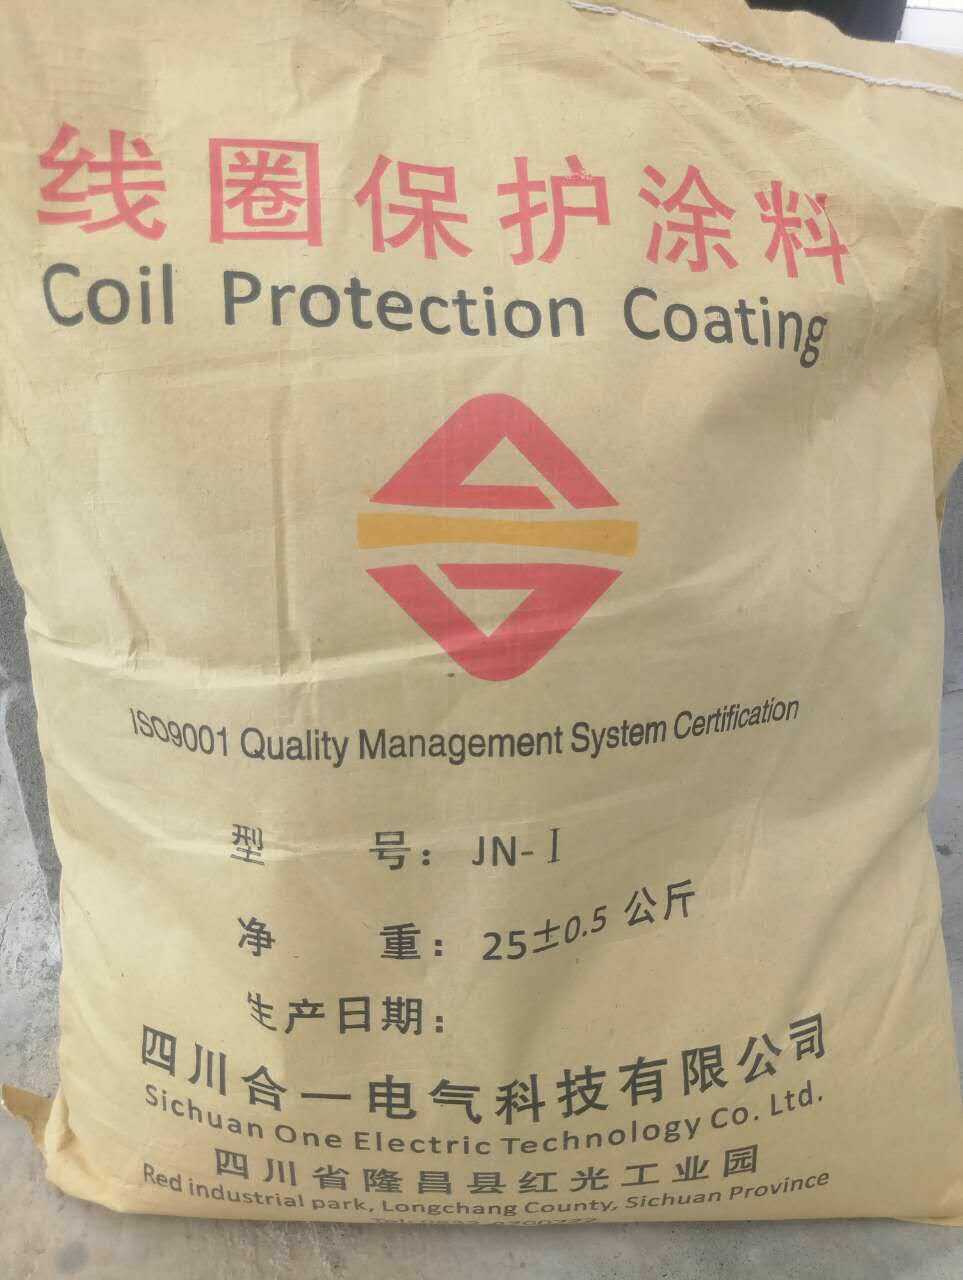 线圈保护涂料
Coil Protection Coating
ISO9001 Quality Management System Certification
型 号：JN-Ⅰ
净 重：25±0.5 公斤
生产日期：
四川合一电气科技有限公司
Sichuan One Electric Technology Co. Ltd.
四川省隆昌县红光工业园
Red industrial park, Longchang County, Sichuan Province